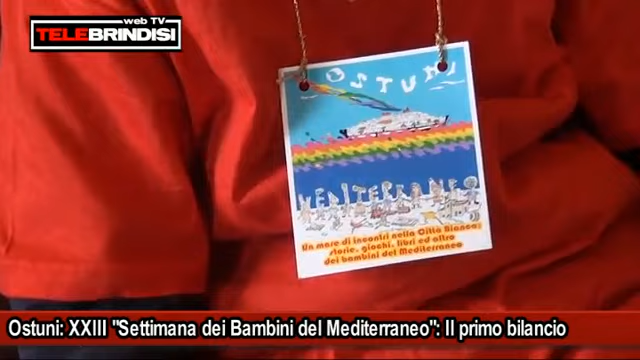 web TV
TELEBRINDISI
OSTUNI
MEDITERRANEO
Un mare di incontri nella Città Bianca:
storie, giochi, libri ed altro
dei bambini del Mediterraneo
Ostuni: XXIII "Settimana dei Bambini del Mediterraneo": Il primo bilancio